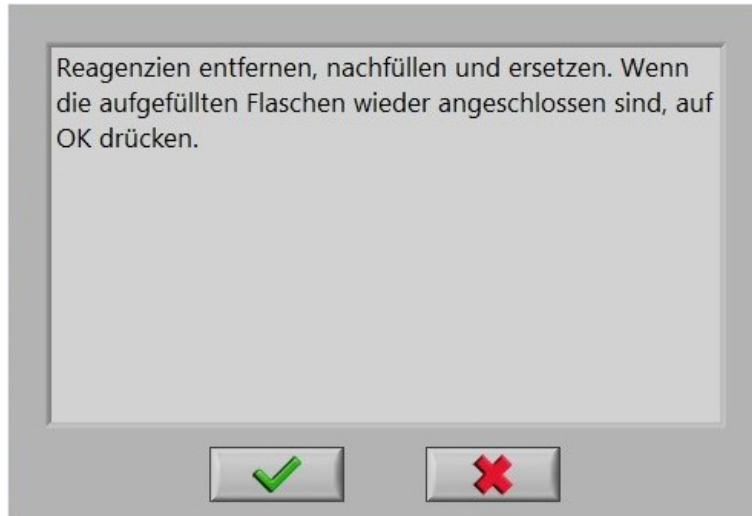 Reagenzien entfernen, nachfüllen und ersetzen. Wenn
die aufgefüllten Flaschen wieder angeschlossen sind, auf
OK drücken.